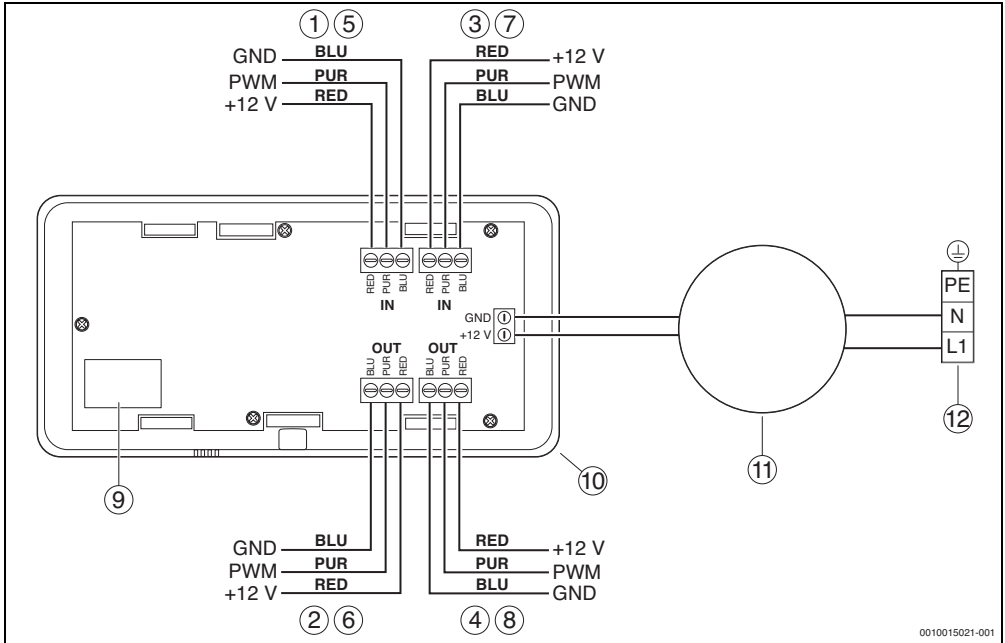 1 5
3 7
GND BLU
PWM PUR
+12 V RED
RED +12 V
PUR PWM
BLU GND
RED PUR BLU
RED PUR BLU
IN IN
GND
+12 V
OUT OUT
BLU PUR RED
BLU PUR RED
PE
N
L1
12
9
10
11
GND BLU
PWM PUR
+12 V RED
RED +12 V
PUR PWM
BLU GND
2 6
4 8
0010015021-001